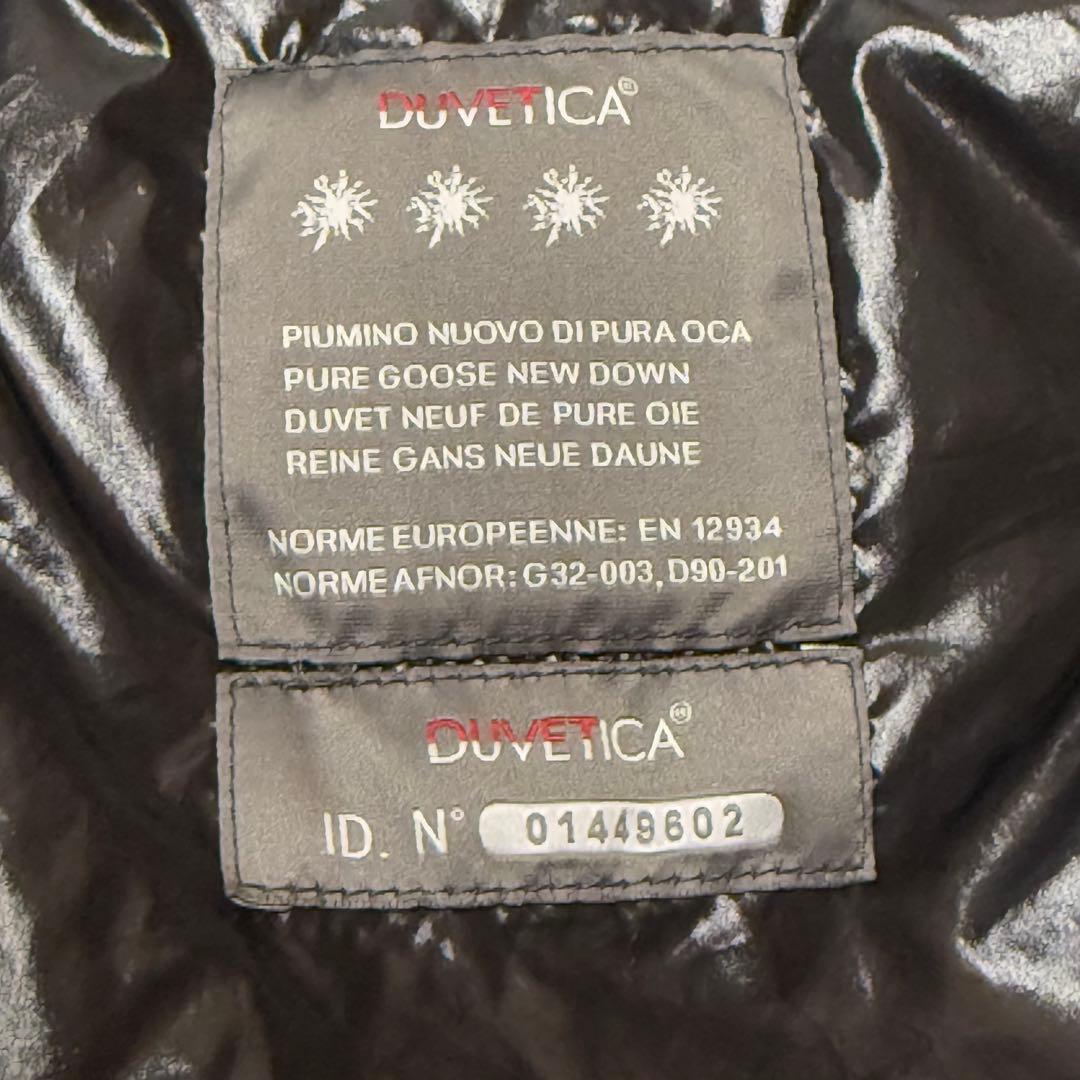 DUVETICA®
PIUMINO NUOVO DI PURA OCA
PURE GOOSE NEW DOWN
DUVET NEUF DE PURE OIE
REINE GANS NEUE DAUNE
NORME EUROPEENNE: EN 12934
NORME AFNOR: G32-003, D90-201
DUVETICA®
ID. N° 01449602